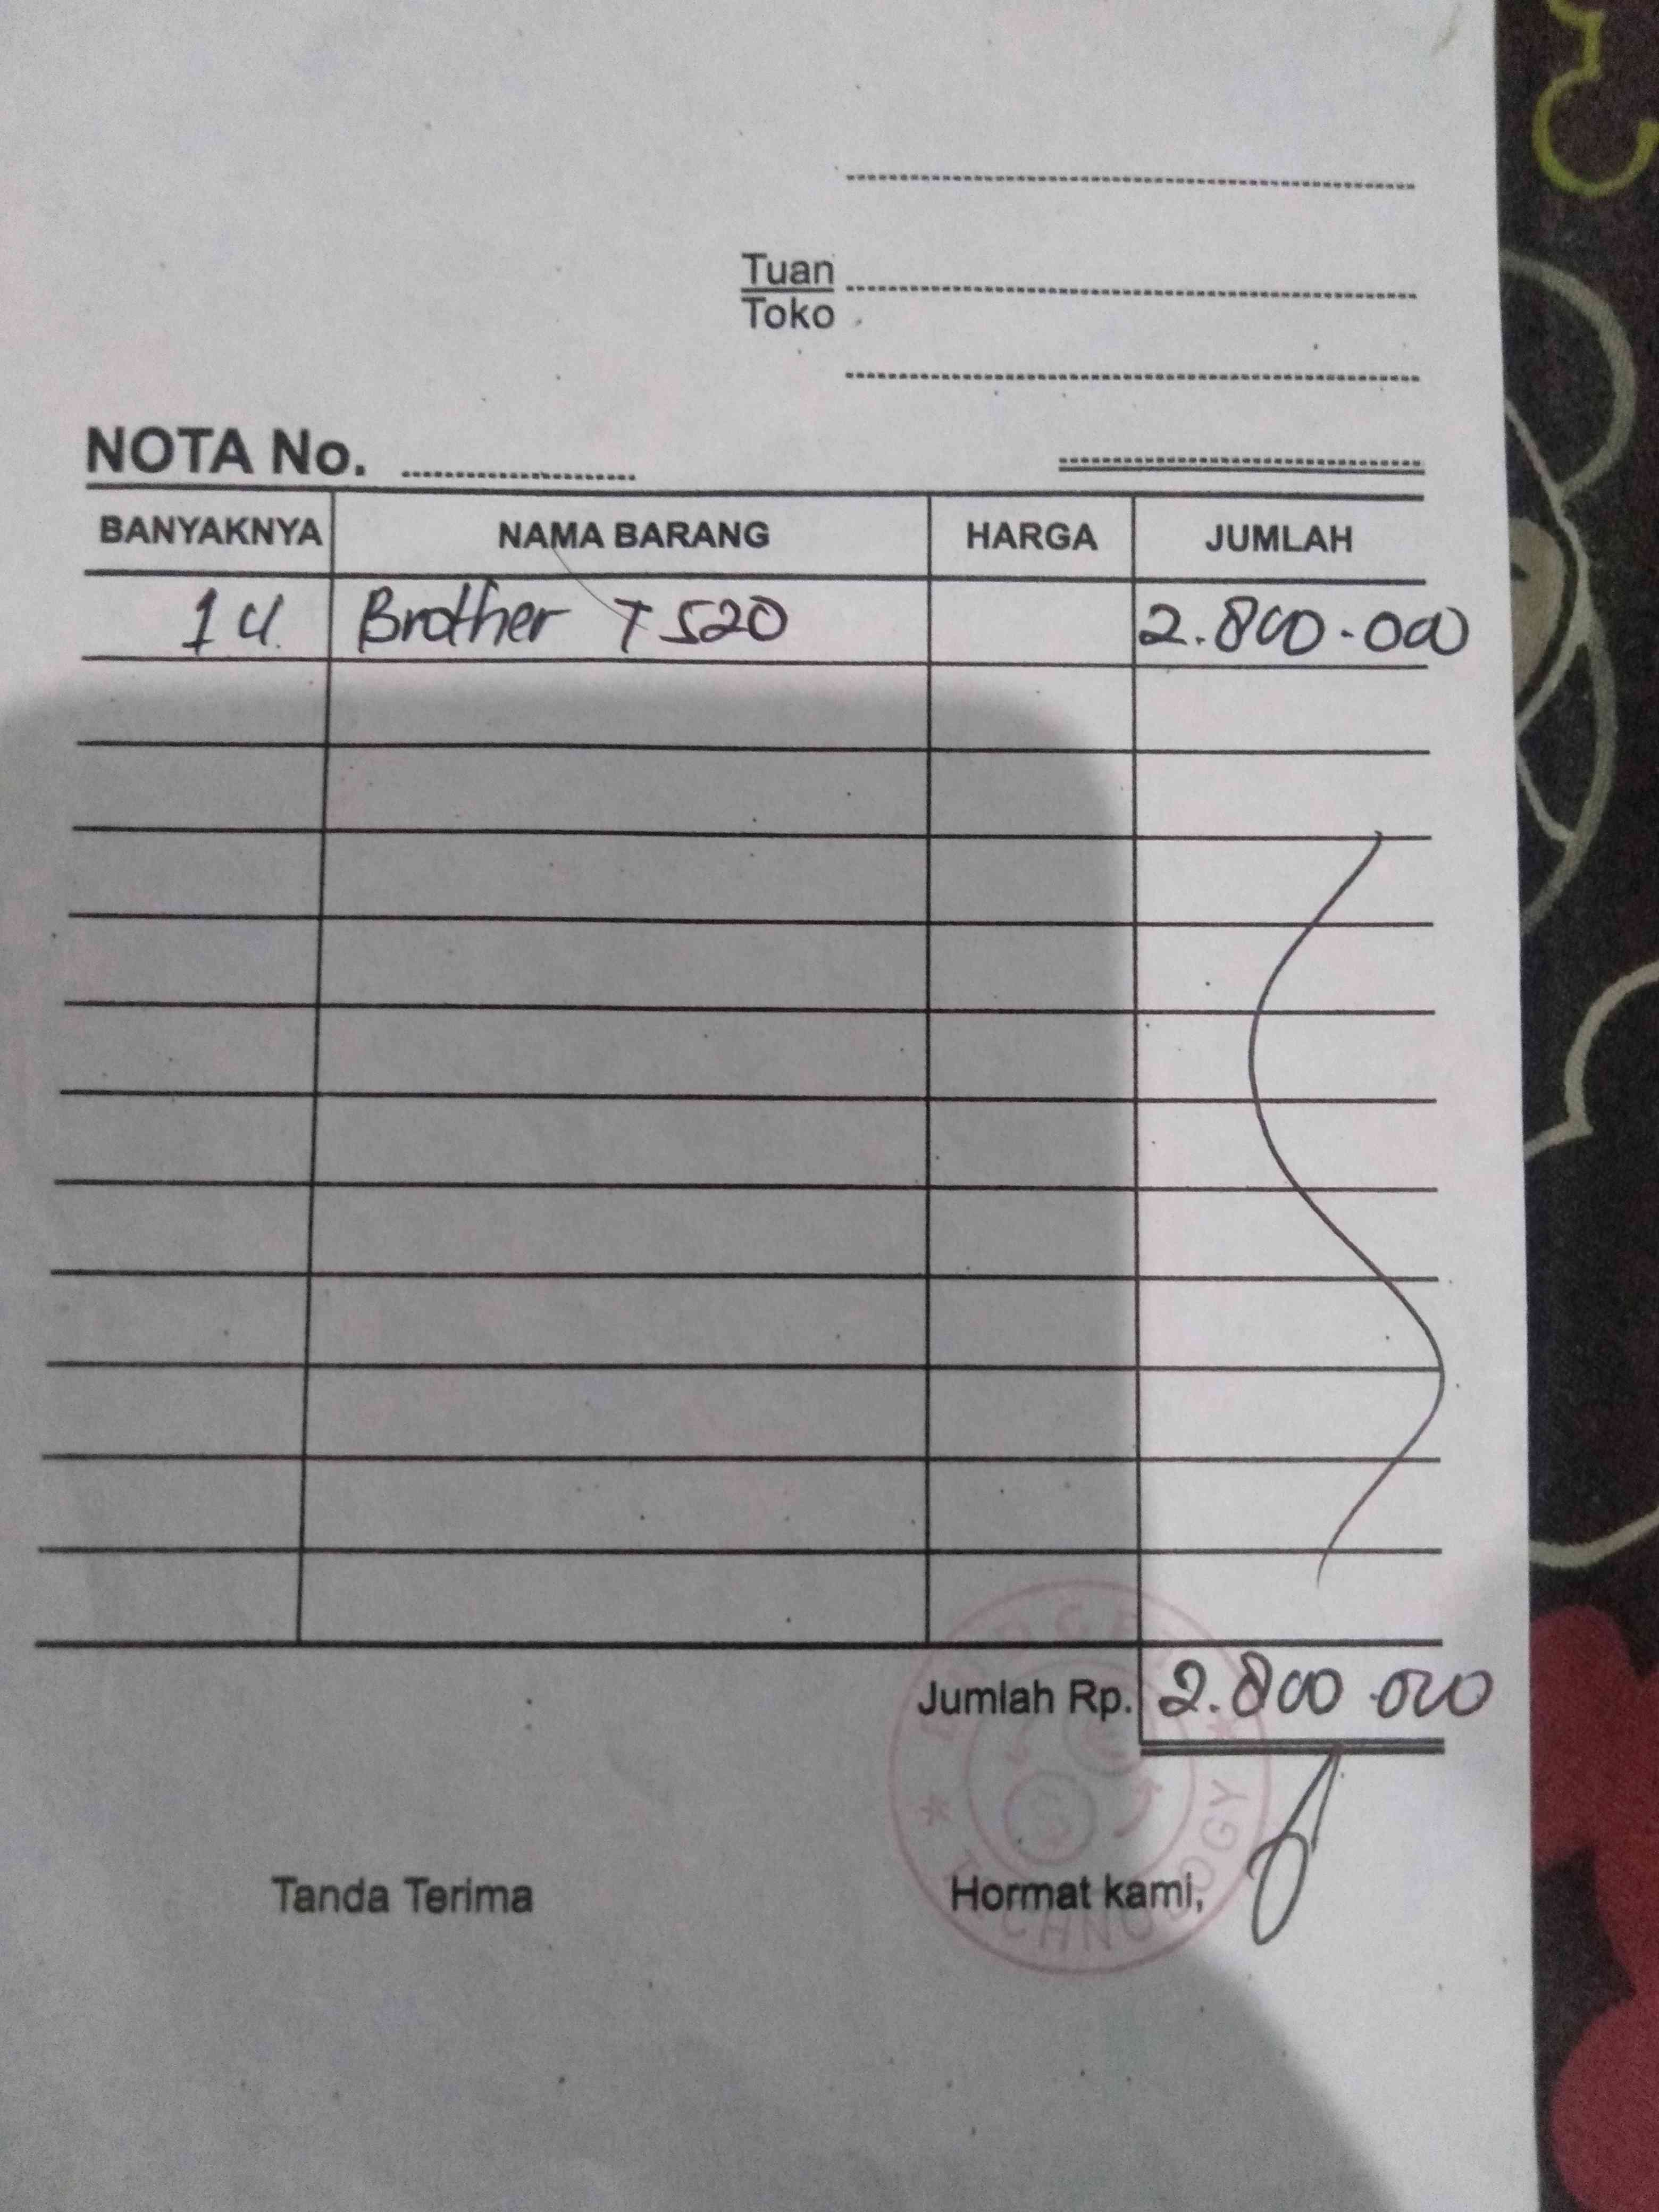 Tuan
Toko
NOTA No.
BANYAKNYA NAMA BARANG HARGA JUMLAH
1 U. Brother T520 2.800.000
Jumlah Rp. 2.800.000
Tanda Terima Hormat kami,